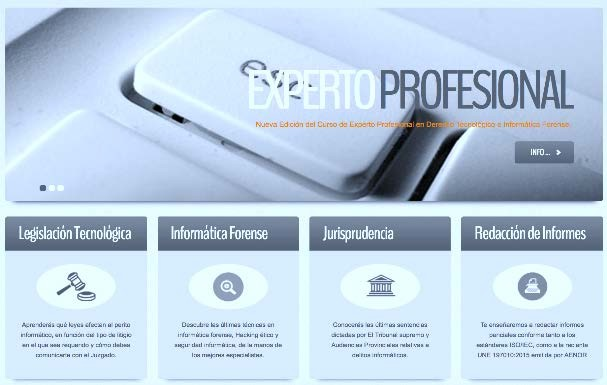 esc
EXPERTO PROFESIONAL
Nueva Edición del Curso de Experto Profesional en Derecho Tecnológico e Informática Forense.
INFO...
Legislación Tecnológica
Informática Forense
Jurisprudencia
Redacción de Informes
Aprenderás qué leyes afectan al perito
informático, en función del tipo de litigio
en el que sea requerido y cómo debes
comunicarte con el Juzgado.
Descubre las últimas técnicas en
informática forense, Hacking ético y
seguridad informática, de la manos de
los mejores especialistas.
Conocerás las últimas sentencias
dictadas por El Tribunal supremo y
Audiencias Provinciales relativas a
delitos informáticos.
Te enseñaremos a redactar informes
periciales conforme tanto a los
estándares ISO/IEC, como a la reciente
UNE 197010:2015 emitida por AENOR